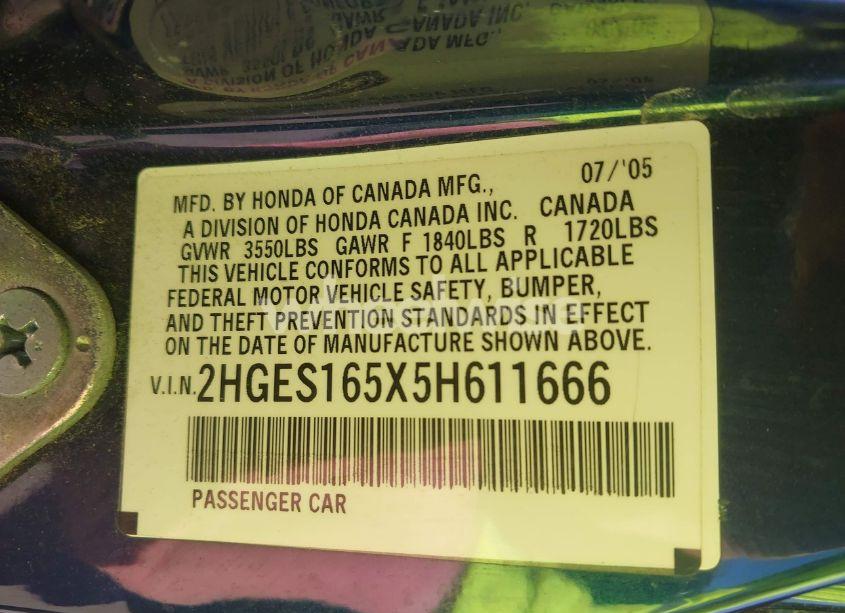 MFD. BY HONDA OF CANADA MFG., 07/'05
A DIVISION OF HONDA CANADA INC. CANADA
GVWR 3550LBS GAWR F 1840LBS R 1720LBS
THIS VEHICLE CONFORMS TO ALL APPLICABLE
FEDERAL MOTOR VEHICLE SAFETY, BUMPER,
AND THEFT PREVENTION STANDARDS IN EFFECT
ON THE DATE OF MANUFACTURE SHOWN ABOVE.
V.I.N. 2HGES165X5H611666
PASSENGER CAR